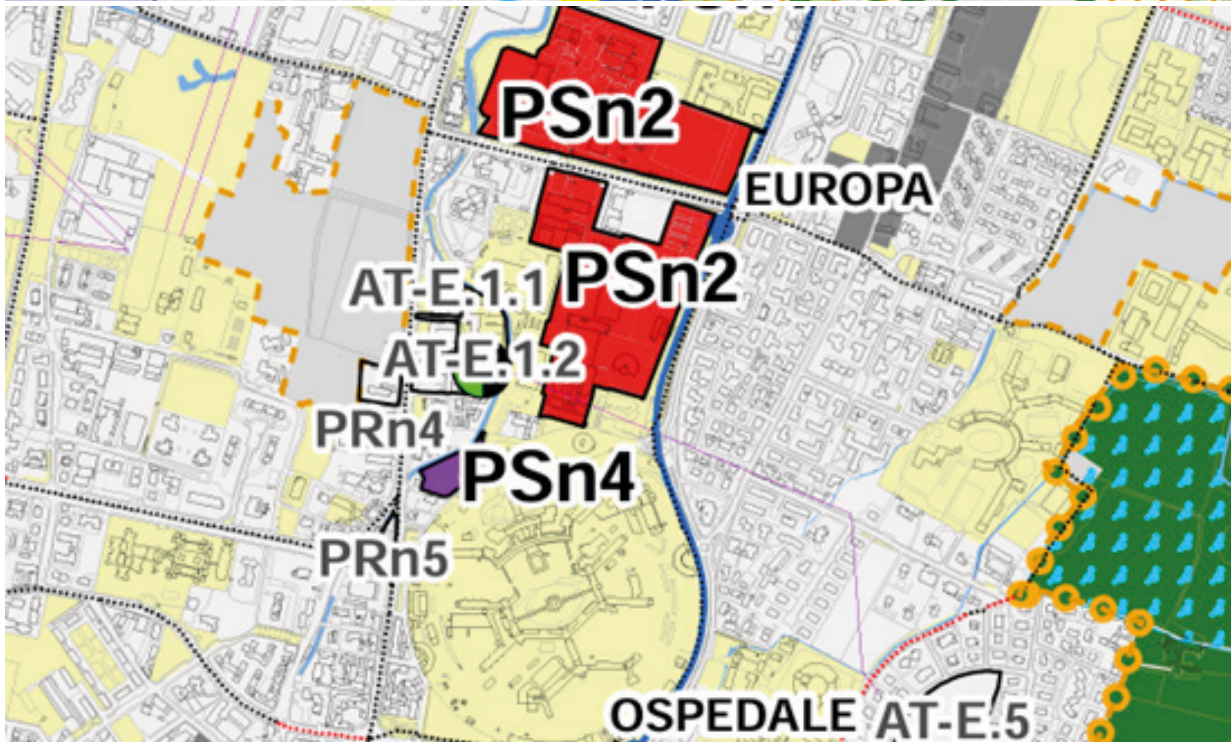 PSn2
EUROPA
AT-E.1.1
PSn2
AT-E.1.2
PRn4
PSn4
PRn5
OSPEDALE
AT-E.5